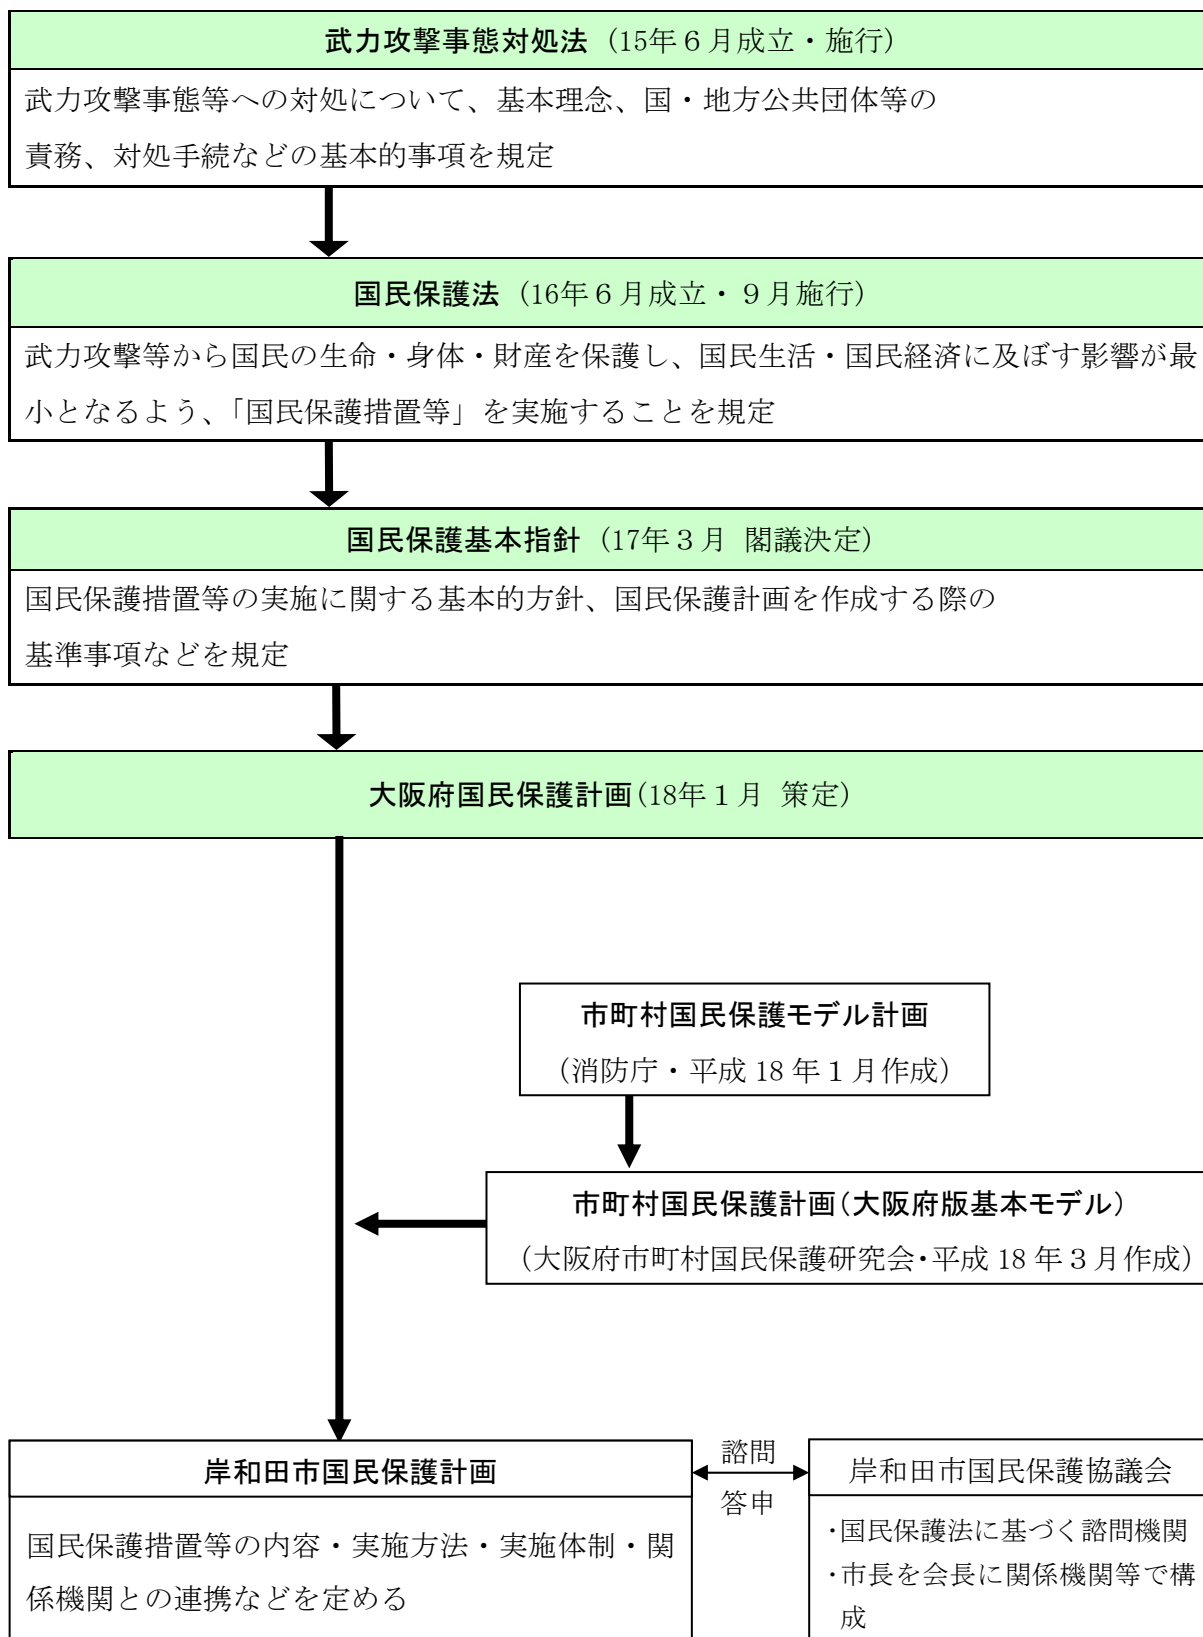 武力攻撃事態対処法（15年６月成立・施行）
武力攻撃事態等への対処について、基本理念、国・地方公共団体等の
責務、対処手続などの基本的事項を規定
国民保護法（16年６月成立・９月施行）
武力攻撃等から国民の生命・身体・財産を保護し、国民生活・国民経済に及ぼす影響が最
小となるよう、「国民保護措置等」を実施することを規定
国民保護基本指針（17年３月 閣議決定）
国民保護措置等の実施に関する基本的方針、国民保護計画を作成する際の
基準事項などを規定
大阪府国民保護計画（18年１月 策定）
市町村国民保護モデル計画
（消防庁・平成 18 年１月作成）
市町村国民保護計画（大阪府版基本モデル）
（大阪府市町村国民保護研究会・平成 18 年３月作成）
岸和田市国民保護計画
国民保護措置等の内容・実施方法・実施体制・関
係機関との連携などを定める
諮問
答申
岸和田市国民保護協議会
・国民保護法に基づく諮問機関
・市長を会長に関係機関等で構
成